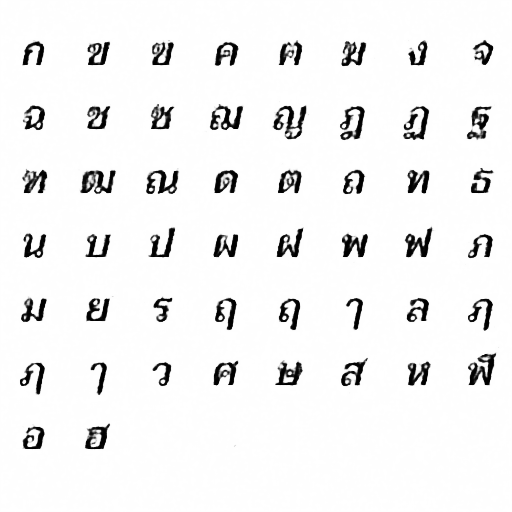 ก ข ฃ ค ฅ ฆ ง จ
ฉ ช ซ ฌ ญ ฎ ฏ ฐ
ฑ ฒ ณ ด ต ถ ท ธ
น บ ป ผ ฝ พ ฟ ภ
ม ย ร ฤ ฤ ๅ ล ฦ
ฦ ๅ ว ศ ษ ส ห ฬ
อ ฮ